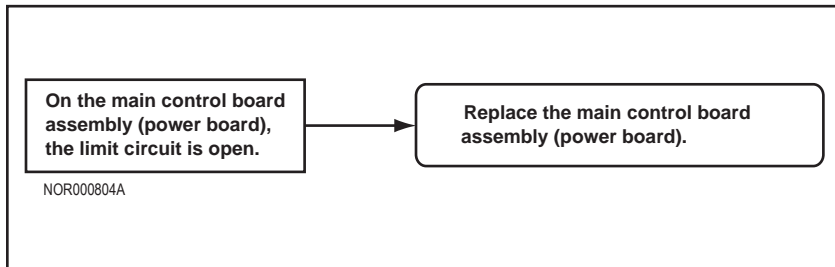 On the main control board
assembly (power board),
the limit circuit is open.
Replace the main control board
assembly (power board).
NOR000804A